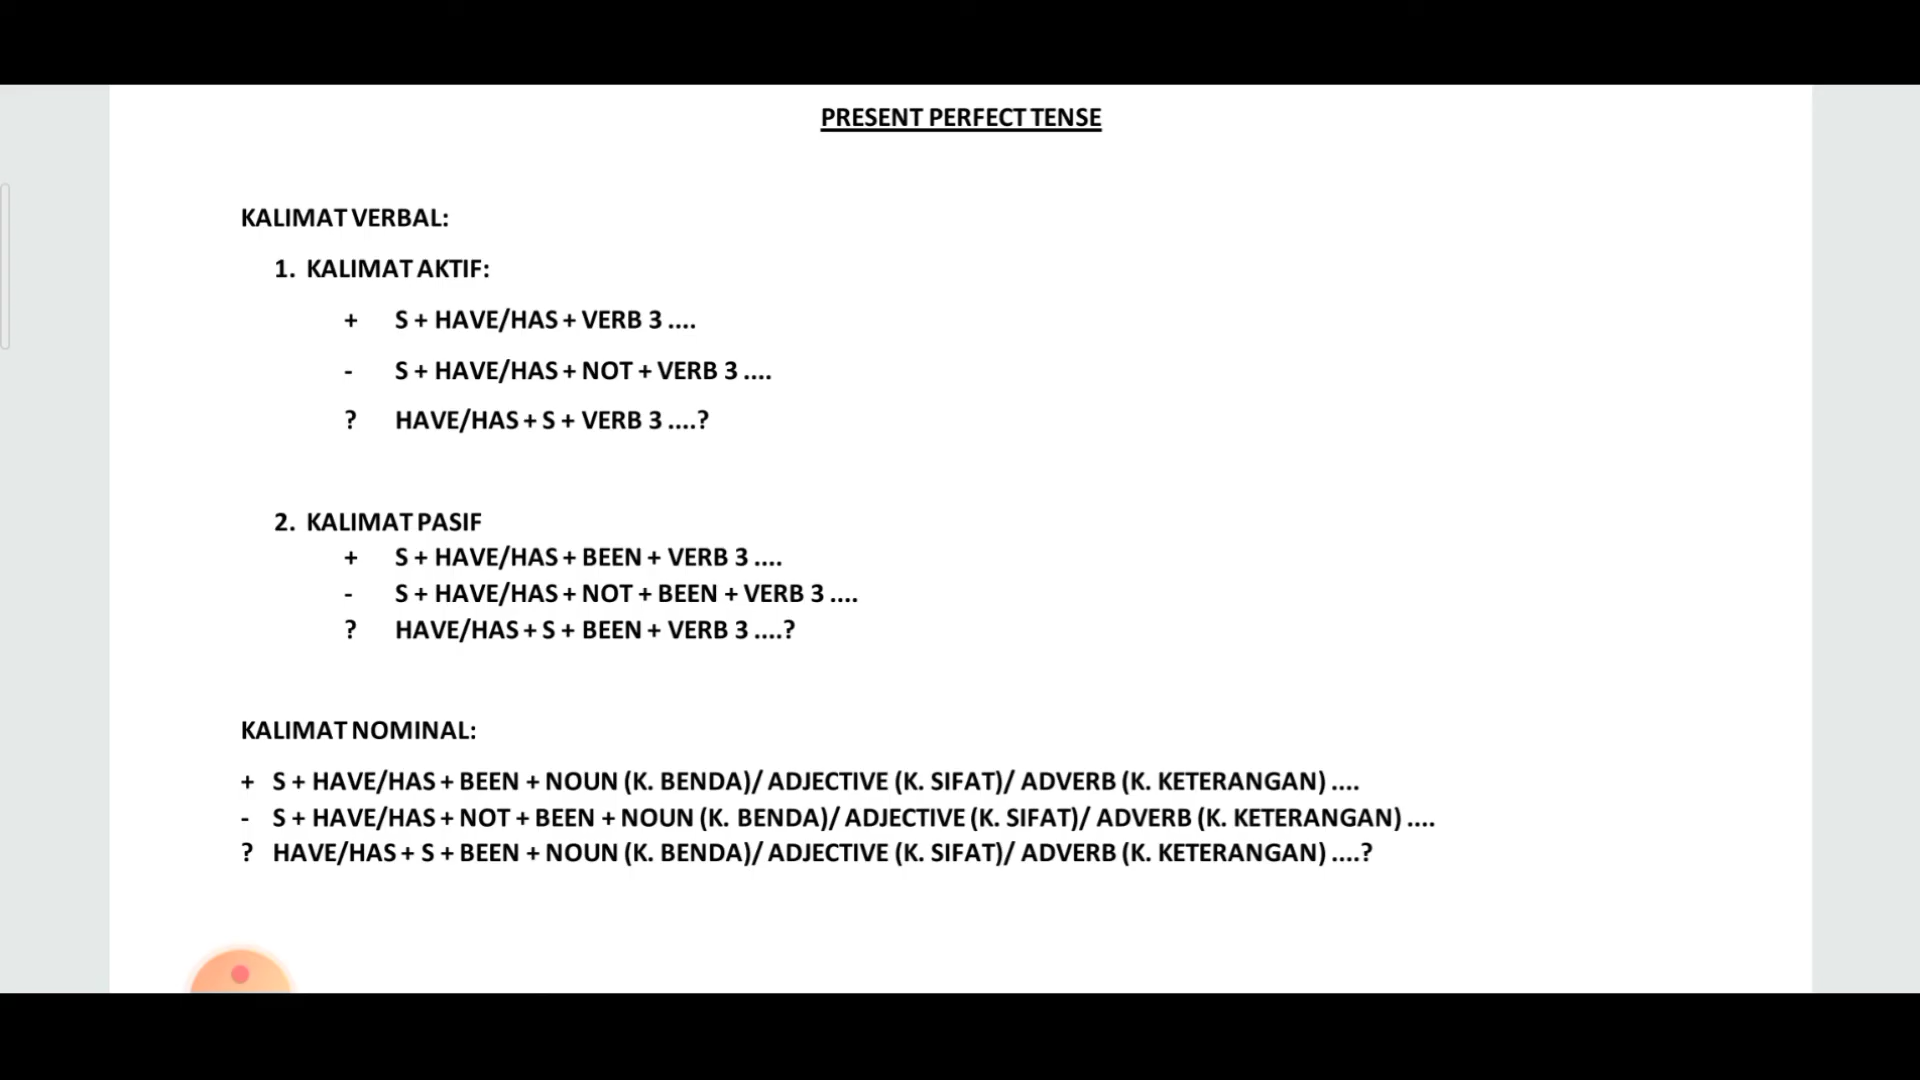 PRESENT PERFECT TENSE
KALIMAT VERBAL:
1. KALIMAT AKTIF:
+ S + HAVE/HAS + VERB 3 ....
- S + HAVE/HAS + NOT + VERB 3 ....
? HAVE/HAS + S + VERB 3 ....?
2. KALIMAT PASIF
+ S + HAVE/HAS + BEEN + VERB 3 ....
- S + HAVE/HAS + NOT + BEEN + VERB 3 ....
? HAVE/HAS + S + BEEN + VERB 3 ....?
KALIMAT NOMINAL:
+ S + HAVE/HAS + BEEN + NOUN (K. BENDA)/ ADJECTIVE (K. SIFAT)/ ADVERB (K. KETERANGAN) ....
- S + HAVE/HAS + NOT + BEEN + NOUN (K. BENDA)/ ADJECTIVE (K. SIFAT)/ ADVERB (K. KETERANGAN) ....
? HAVE/HAS + S + BEEN + NOUN (K. BENDA)/ ADJECTIVE (K. SIFAT)/ ADVERB (K. KETERANGAN) ....?